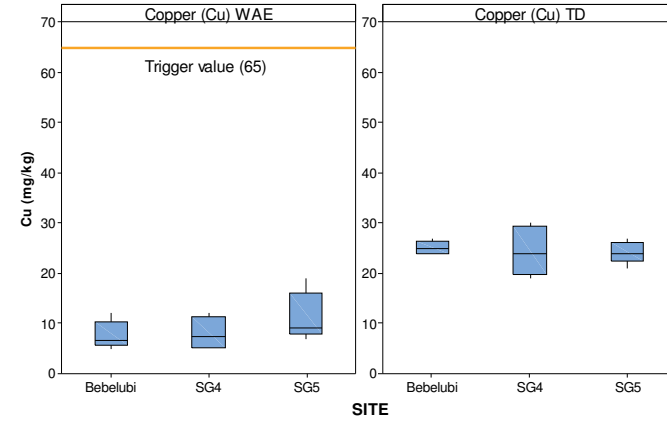 Copper (Cu) WAE
Copper (Cu) TD
70
60
50
40
30
20
10
0
70
60
50
40
30
20
10
0
Trigger value (65)
Cu (mg/kg)
Bebelubi SG4 SG5
Bebelubi SG4 SG5
SITE